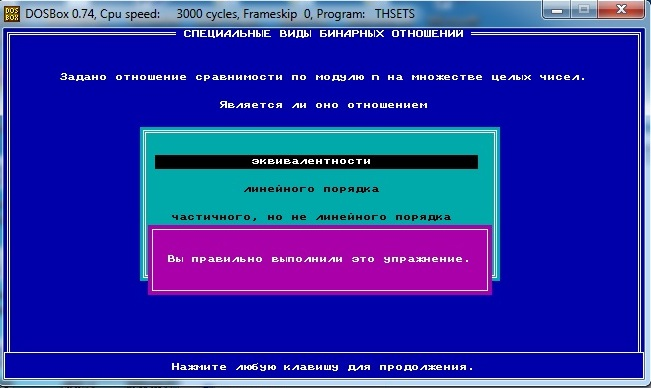 DOSBox 0.74, Cpu speed: 3000 cycles, Frameskip 0, Program: THSETS
СПЕЦИАЛЬНЫЕ ВИДЫ БИНАРНЫХ ОТНОШЕНИЙ
Задано отношение сравнимости по модулю n на множестве целых чисел.
Является ли оно отношением
эквивалентности
линейного порядка
частичного, но не линейного порядка
Вы правильно выполнили это упражнение.
Нажмите любую клавишу для продолжения.